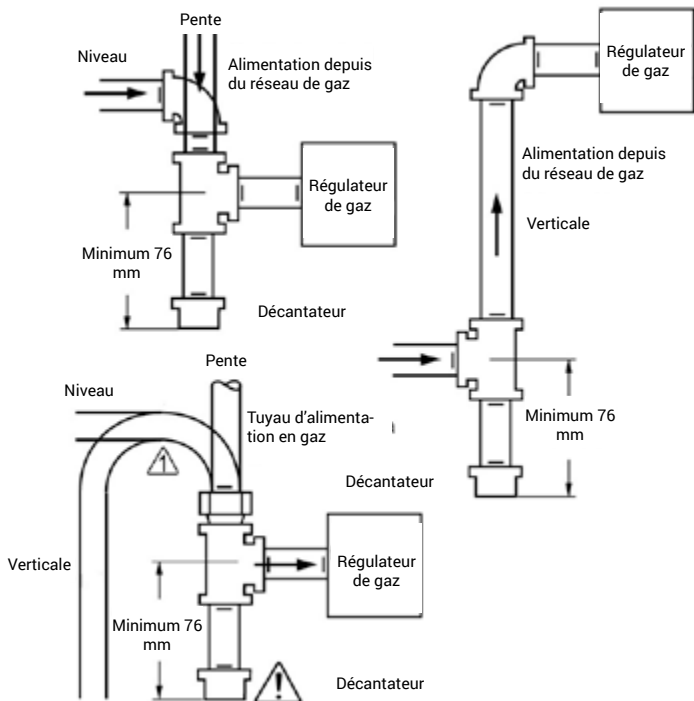 Pente
Niveau
Alimentation depuis
du réseau de gaz
Régulateur
de gaz
Minimum 76
mm
Décantateur
Régulateur
de gaz
Alimentation depuis
du réseau de gaz
Verticale
Minimum 76
mm
Décantateur
Pente
Niveau
Tuyau d'alimenta-
tion en gaz
1
Verticale
Régulateur
de gaz
Minimum 76
mm
!
Décantateur